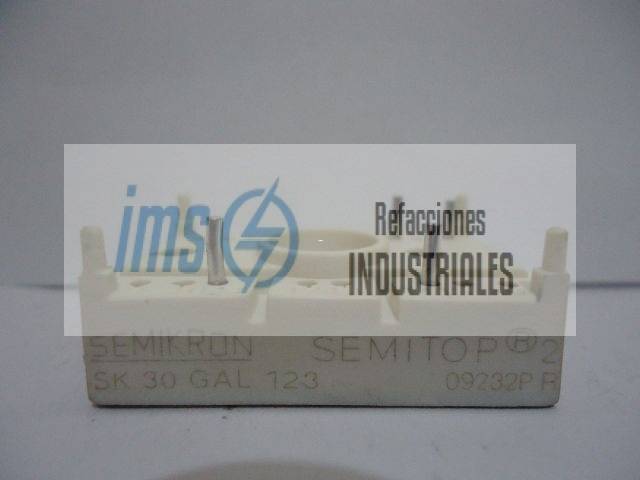 ims
Refacciones
INDUSTRIALES
SEMIKRON SEMITOP® 2
SK 30 GAL 123 09232P R